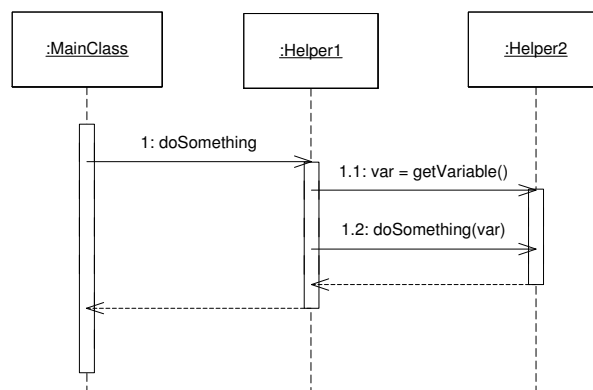 :MainClass
:Helper1
:Helper2
1: doSomething
1.1: var = getVariable()
1.2: doSomething(var)